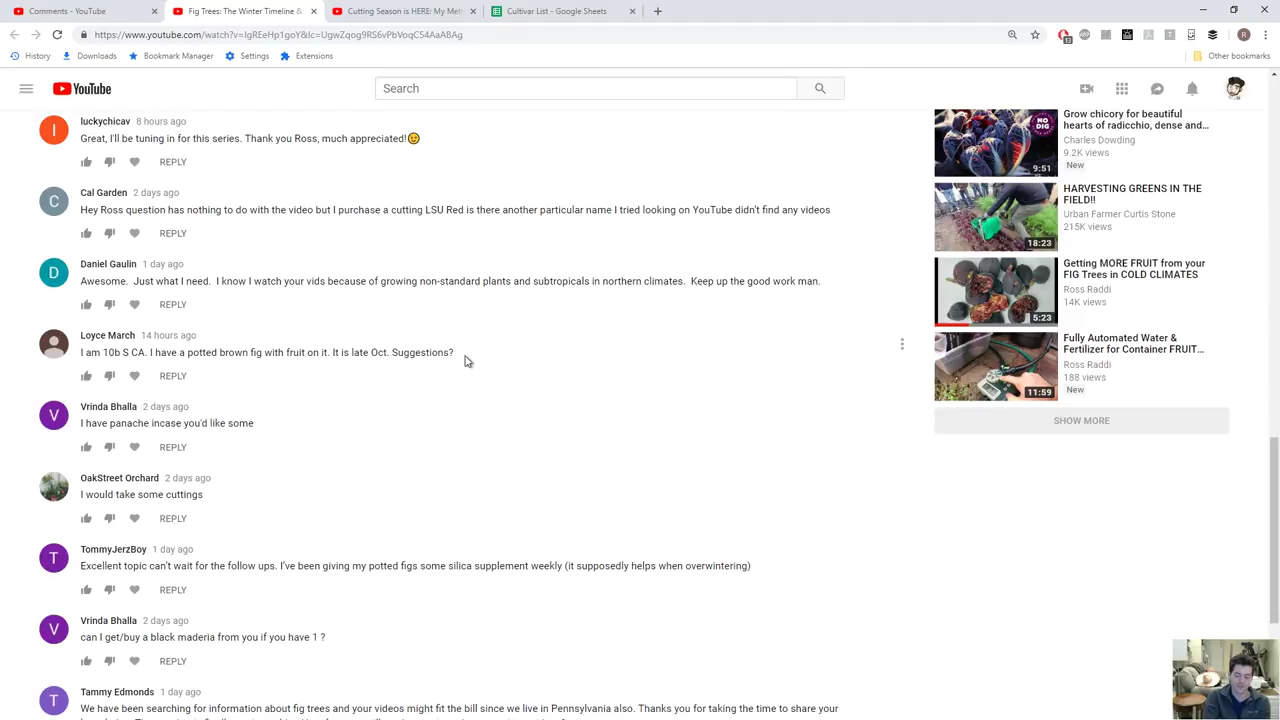 Comments - YouTube
Fig Trees: The Winter Timeline &
Cutting Season is HERE: My Met
Cultivar List - Google Sheets
https://www.youtube.com/watch?v=IgREeHp1goY&lc=UgwZqog9RS6vPbVoqC54AaABAg
13
ABP
R
History
Downloads
Bookmark Manager
Settings
Extensions
Other bookmarks
YouTube
Search
luckychicav 8 hours ago
Great, I'll be tuning in for this series. Thank you Ross, much appreciated!😉
REPLY
C
Cal Garden 2 days ago
Hey Ross question has nothing to do with the video but I purchase a cutting LSU Red is there another particular name I tried looking on YouTube didn't find any videos
REPLY
D
Daniel Gaulin 1 day ago
Awesome. Just what I need. I know I watch your vids because of growing non-standard plants and subtropicals in northern climates. Keep up the good work man.
REPLY
Loyce March 14 hours ago
I am 10b S CA. I have a potted brown fig with fruit on it. It is late Oct. Suggestions?
REPLY
V
Vrinda Bhalla 2 days ago
I have panache incase you'd like some
REPLY
OakStreet Orchard 2 days ago
I would take some cuttings
REPLY
T
TommyJerzBoy 1 day ago
Excellent topic can't wait for the follow ups. I've been giving my potted figs some silica supplement weekly (it supposedly helps when overwintering)
REPLY
V
Vrinda Bhalla 2 days ago
can I get/buy a black maderia from you if you have 1 ?
REPLY
T
Tammy Edmonds 1 day ago
We have been searching for information about fig trees and your videos might fit the bill since we live in Pennsylvania also. Thanks you for taking the time to share your
NO DIG
9:51
Grow chicory for beautiful
hearts of radicchio, dense and...
Charles Dowding
9.2K views
New
18:23
HARVESTING GREENS IN THE
FIELD!!
Urban Farmer Curtis Stone
215K views
5:23
Getting MORE FRUIT from your
FIG Trees in COLD CLIMATES
Ross Raddi
14K views
11:59
Fully Automated Water &
Fertilizer for Container FRUIT...
Ross Raddi
188 views
New
SHOW MORE